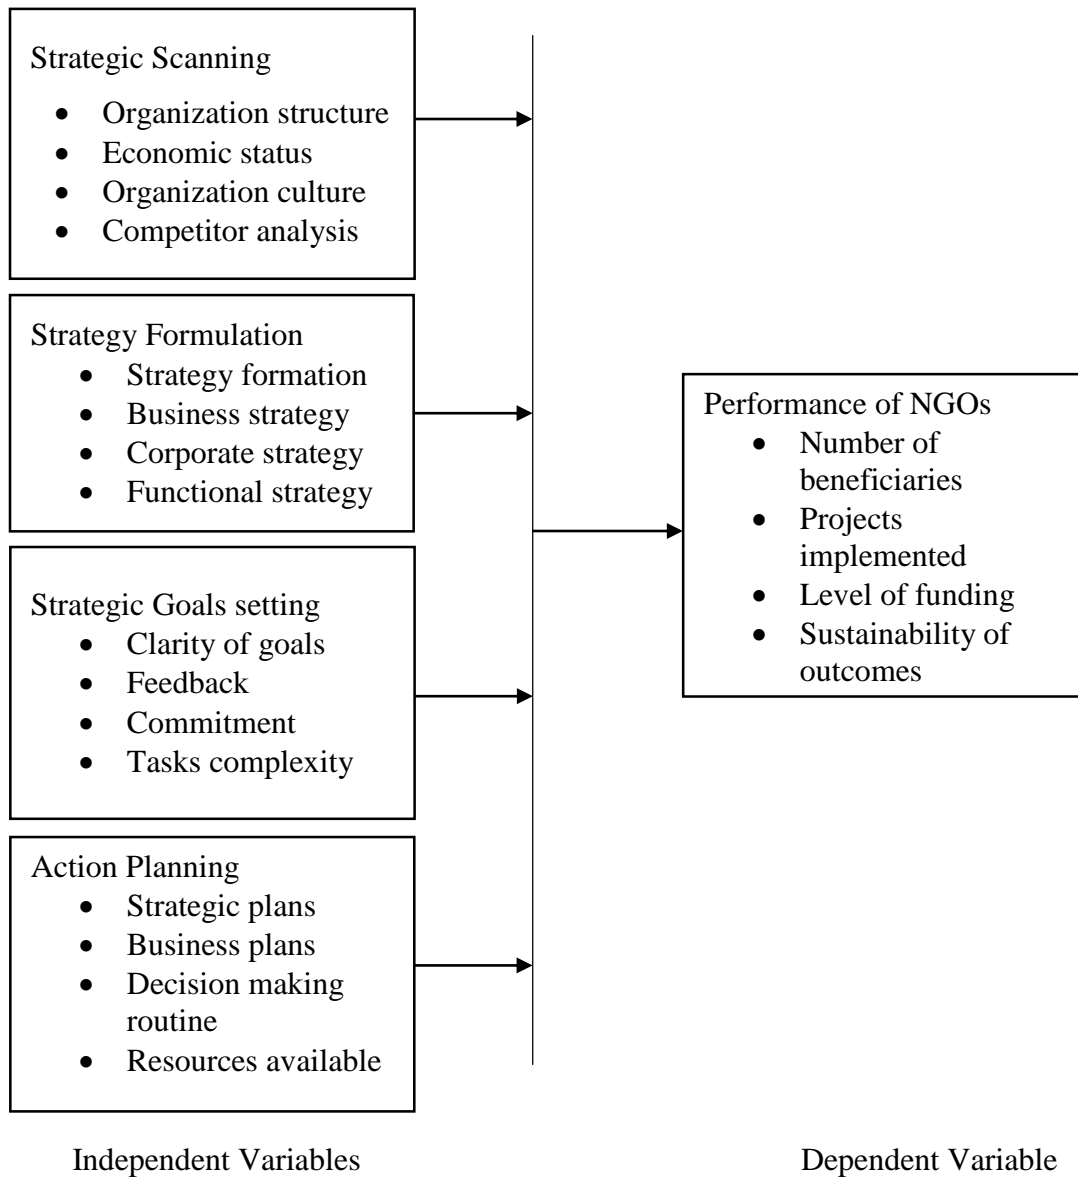 Strategic Scanning
• Organization structure
• Economic status
• Organization culture
• Competitor analysis
Strategy Formulation
• Strategy formation
• Business strategy
• Corporate strategy
• Functional strategy
Strategic Goals setting
• Clarity of goals
• Feedback
• Commitment
• Tasks complexity
Action Planning
• Strategic plans
• Business plans
• Decision making
routine
• Resources available
Performance of NGOs
• Number of
beneficiaries
• Projects
implemented
• Level of funding
• Sustainability of
outcomes
Independent Variables
Dependent Variable